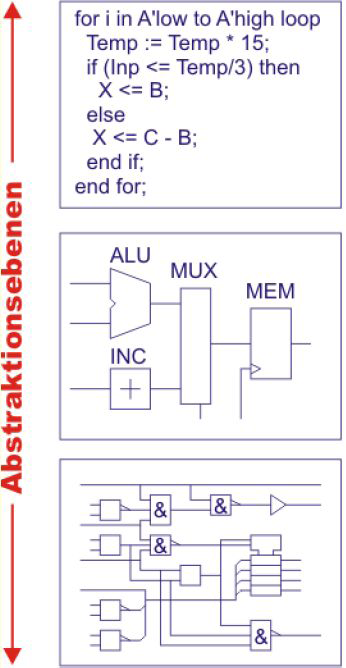 Abstraktionsebenen
for i in A'low to A'high loop
Temp := Temp * 15;
if (Inp <= Temp/3) then
X <= B;
else
X <= C - B;
end if;
end for;
ALU
MUX
MEM
INC
+
&
&
&
&